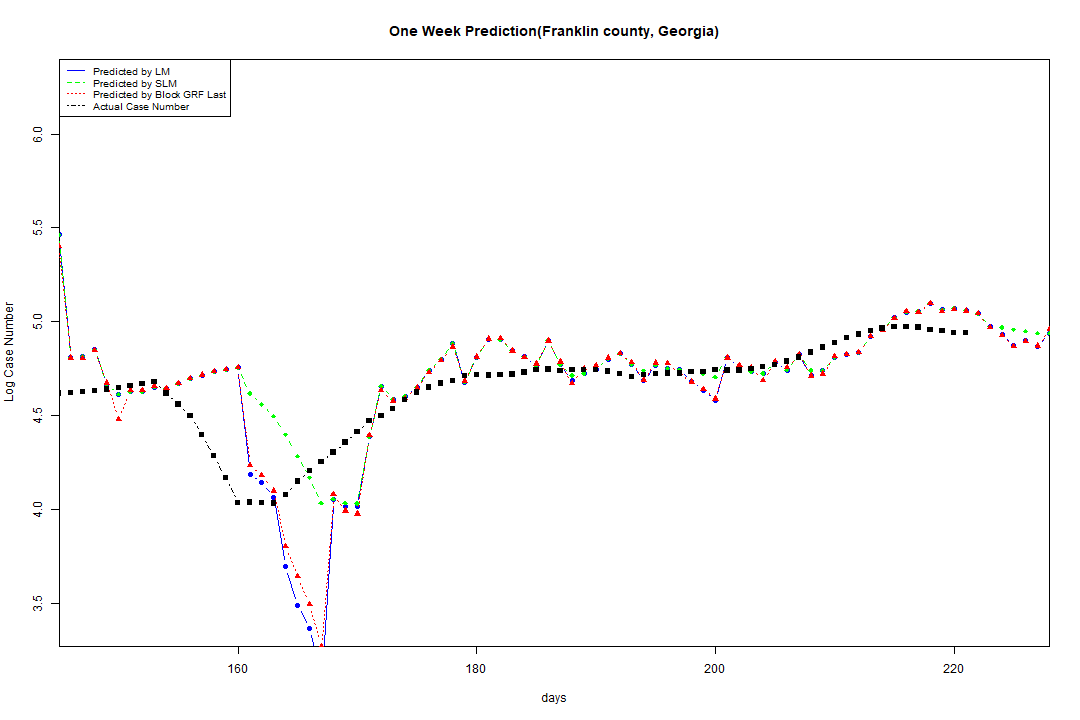 One Week Prediction(Franklin county, Georgia)
Predicted by LM
Predicted by SLM
Predicted by Block GRF Last
Actual Case Number
6.0
5.5
5.0
4.5
4.0
3.5
Log Case Number
160 180 200 220
days